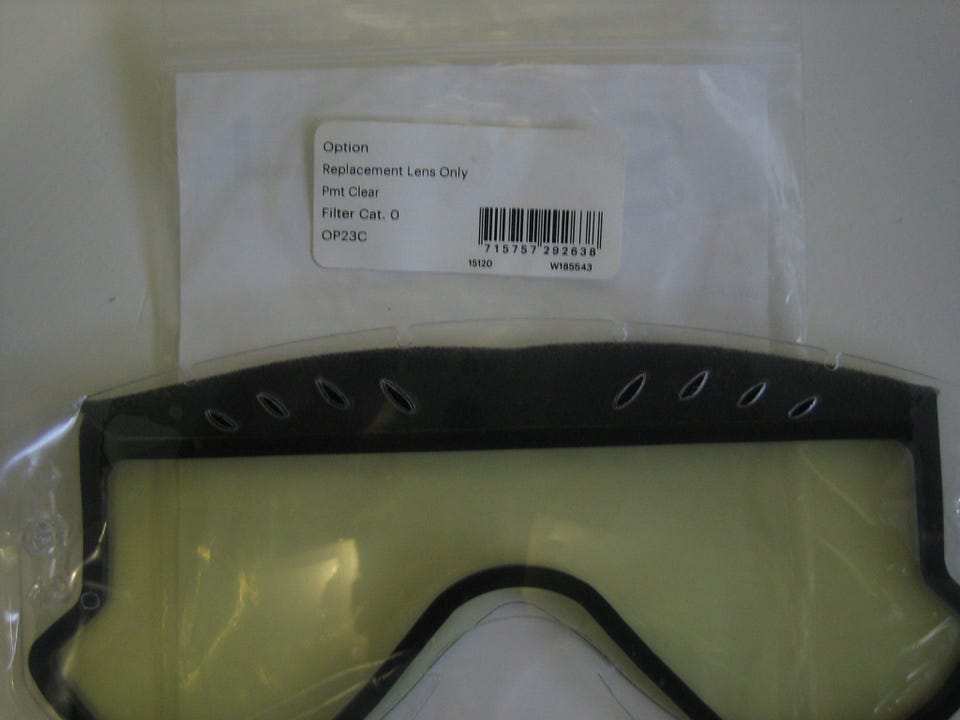 Option
Replacement Lens Only
Pmt Clear
Filter Cat. 0
OP23C
715757 292638
15120 W185543